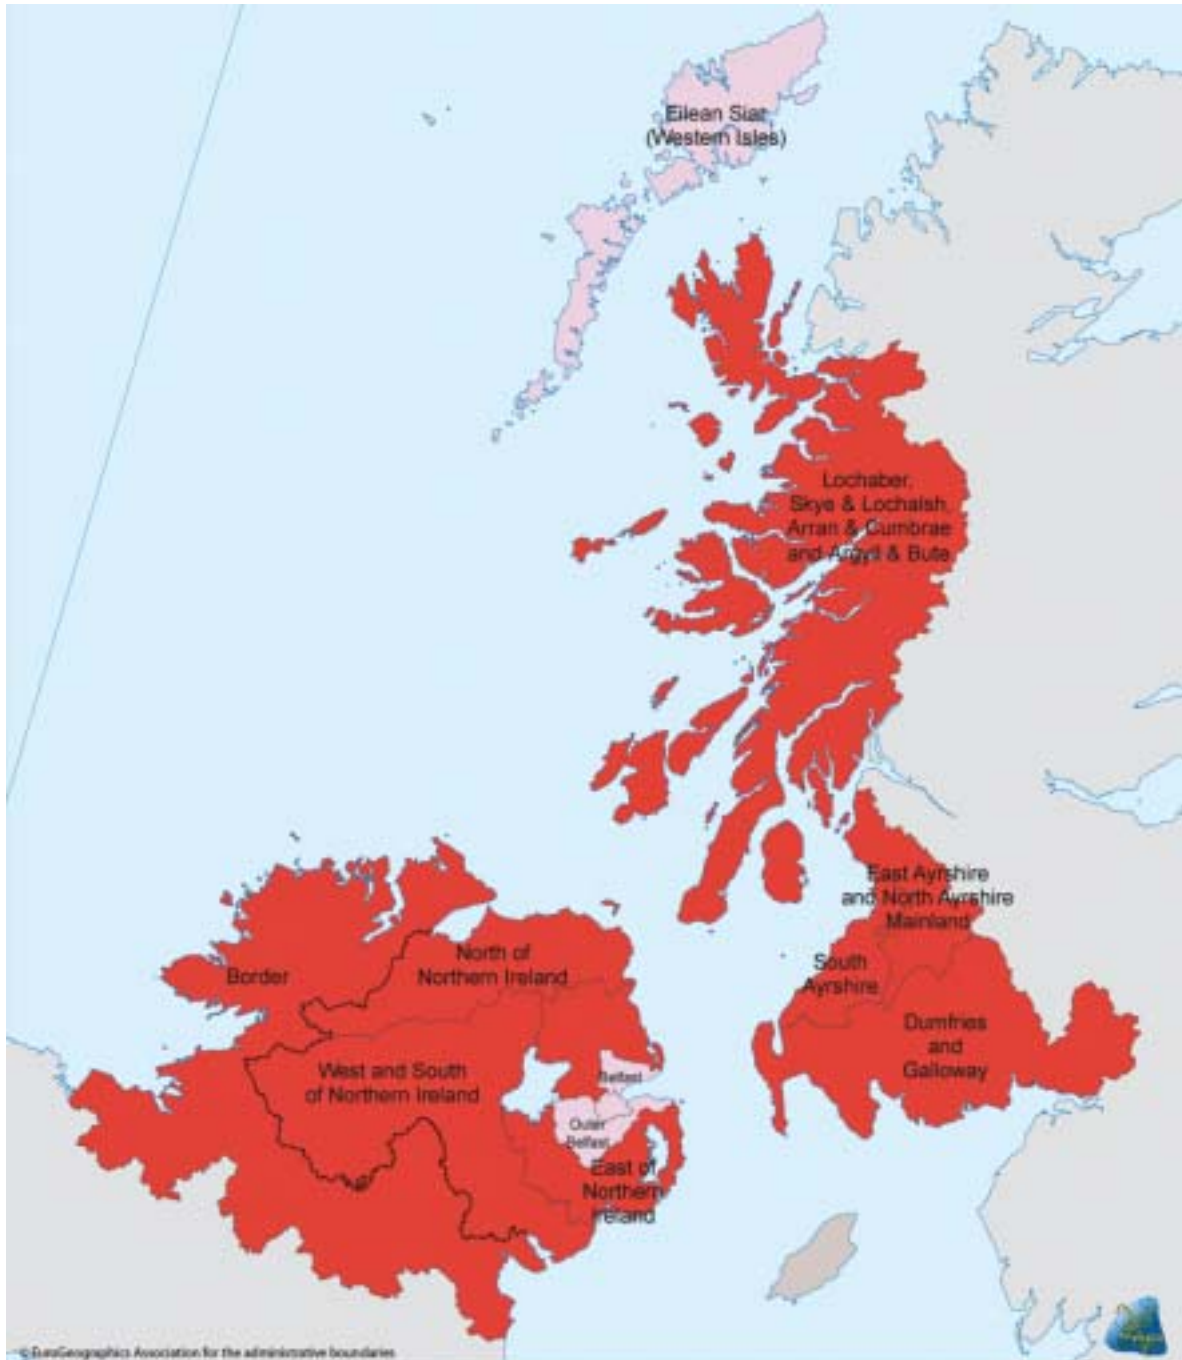 Eilean Siar
(Western Isles)
Lochaber,
Skye & Lochalsh,
Arran & Cumbrae
and Argyll & Bute
East Ayrshire
and North Ayrshire
Mainland
North of
Northern Ireland
Border
South
Ayrshire
Dumfries
and
Galloway
West and South
of Northern Ireland
Belfast
Outer
Belfast
East of
Northern
Ireland
© EuroGeographics Association for the administrative boundaries